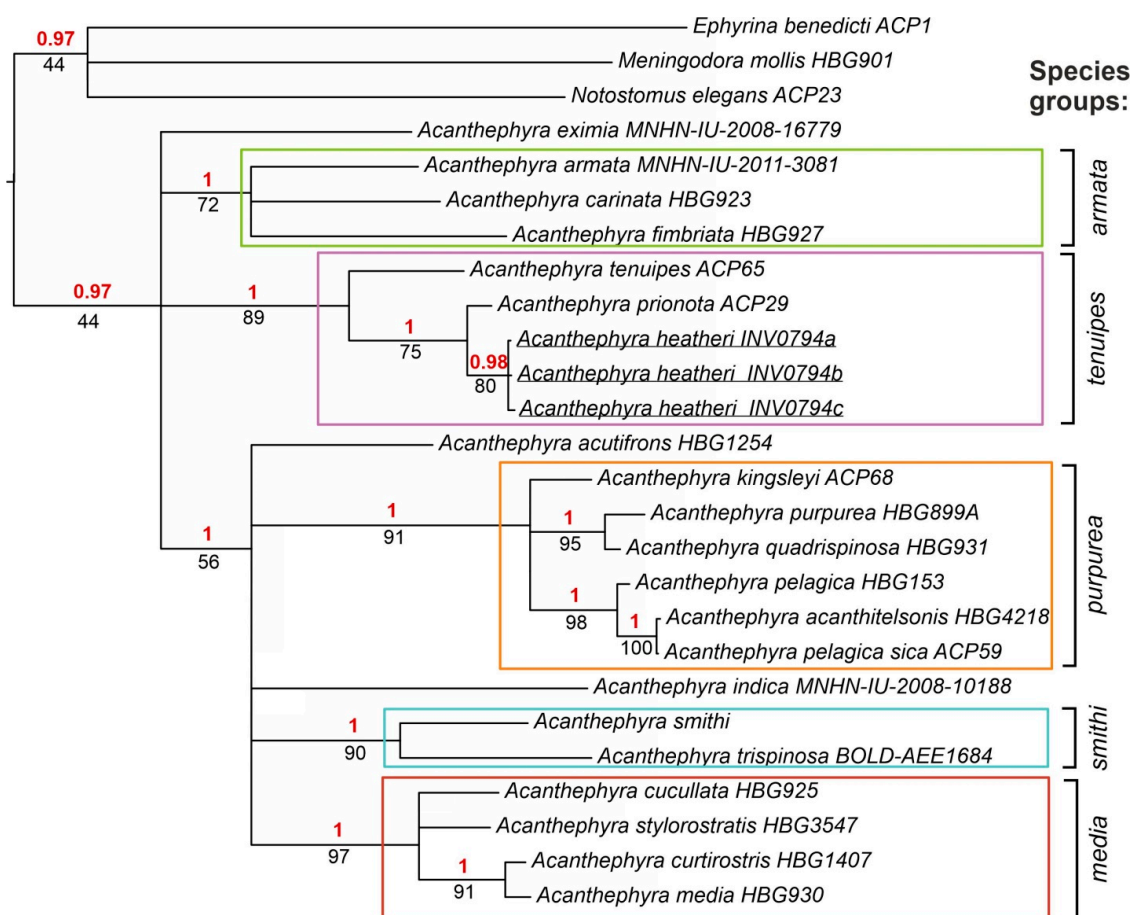 Ephyrina benedicti ACP1
0.97
44
Meningodora mollis HBG901
Species
groups:
Notostomus elegans ACP23
Acanthephyra eximia MNHN-IU-2008-16779
Acanthephyra armata MNHN-IU-2011-3081
1
72
Acanthephyra carinata HBG923
armata
Acanthephyra fimbriata HBG927
Acanthephyra tenuipes ACP65
0.97
44
1
89
Acanthephyra prionota ACP29
1
75
Acanthephyra heatheri INV0794a
tenuipes
0.98
80
Acanthephyra heatheri INV0794b
Acanthephyra heatheri INV0794c
Acanthephyra acutifrons HBG1254
Acanthephyra kingsleyi ACP68
1
91
1
95
Acanthephyra purpurea HBG899A
1
56
Acanthephyra quadrispinosa HBG931
purpurea
Acanthephyra pelagica HBG153
1
98
1
100
Acanthephyra acanthitelsonis HBG4218
Acanthephyra pelagica sica ACP59
Acanthephyra indica MNHN-IU-2008-10188
Acanthephyra smithi
1
90
smithi
Acanthephyra trispinosa BOLD-AEE1684
Acanthephyra cucullata HBG925
1
97
Acanthephyra stylorostratis HBG3547
media
Acanthephyra curtirostris HBG1407
1
91
Acanthephyra media HBG930